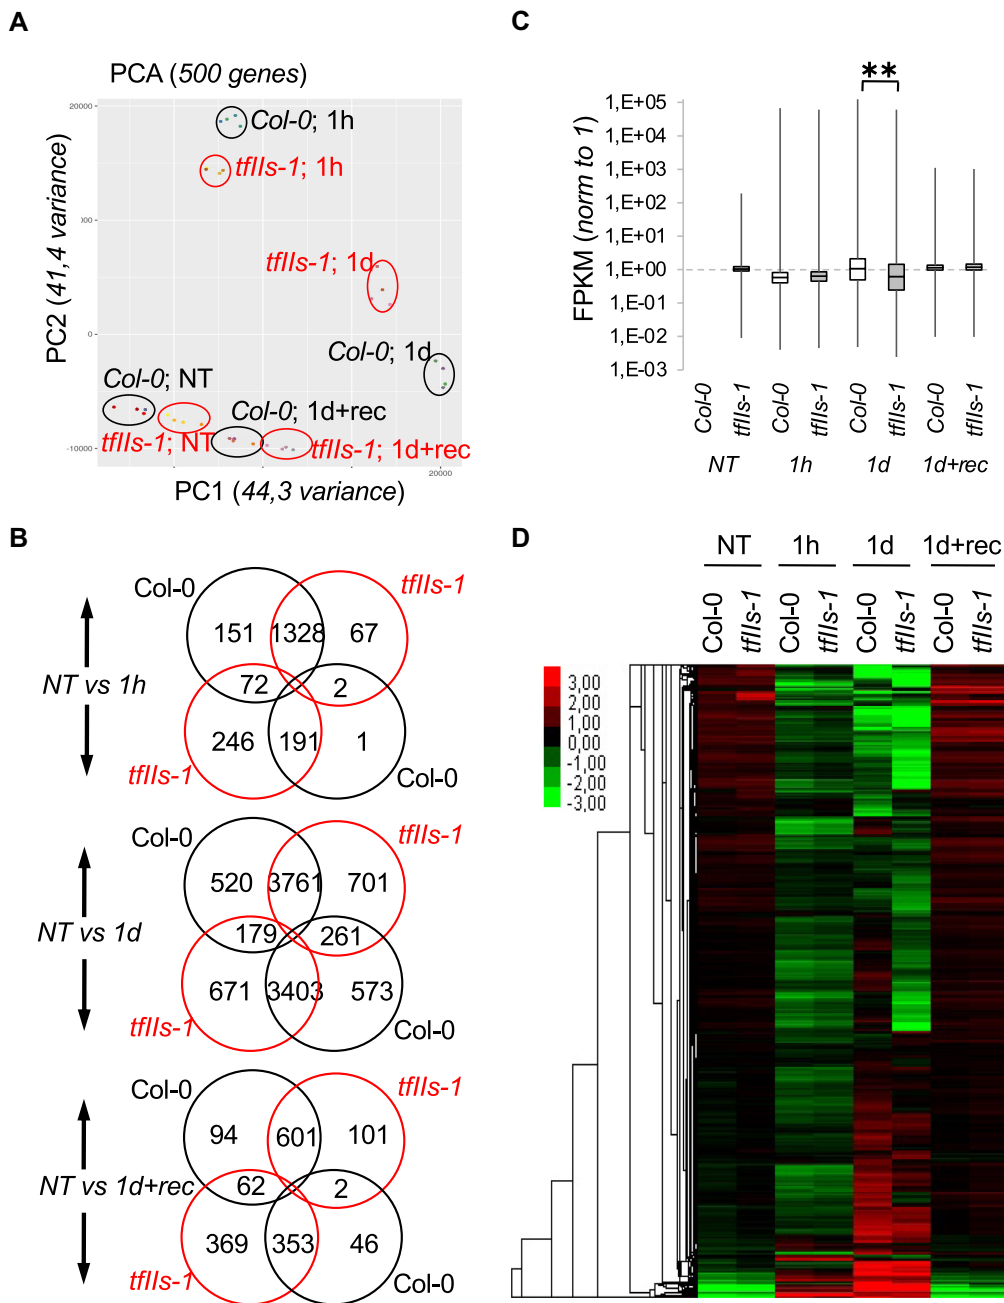 A
PCA (500 genes)
20000
:00
0
-10000
20000
PC2 (41,4 variance)
PC1 (44,3 variance)
Col-0; 1h
tfIIs-1; 1h
tfIIs-1; 1d
Col-0; 1d
Col-0; NT
Col-0; 1d+rec
tfIIs-1; NT
tfIIs-1; 1d+rec
B
Col-0
tfIIs-1
151 1328 67
72 2
NT vs 1h
246 191 1
tfIIs-1
Col-0
Col-0
tfIIs-1
520 3761 701
179 261
NT vs 1d
671 3403 573
tfIIs-1
Col-0
Col-0
tfIIs-1
94 601 101
62 2
NT vs 1d+rec
369 353 46
tfIIs-1
Col-0
C
**
FPKM (norm to 1)
1,E+05
1,E+04
1,E+03
1,E+02
1,E+01
1,E+00
1,E-01
1,E-02
1,E-03
Col-0 tfIIs-1 Col-0 tfIIs-1 Col-0 tfIIs-1 Col-0 tfIIs-1
NT 1h 1d 1d+rec
D
NT 1h 1d 1d+rec
Col-0 tfIIs-1 Col-0 tfIIs-1 Col-0 tfIIs-1 Col-0 tfIIs-1
3,00
2,00
1,00
0,00
-1,00
-2,00
-3,00